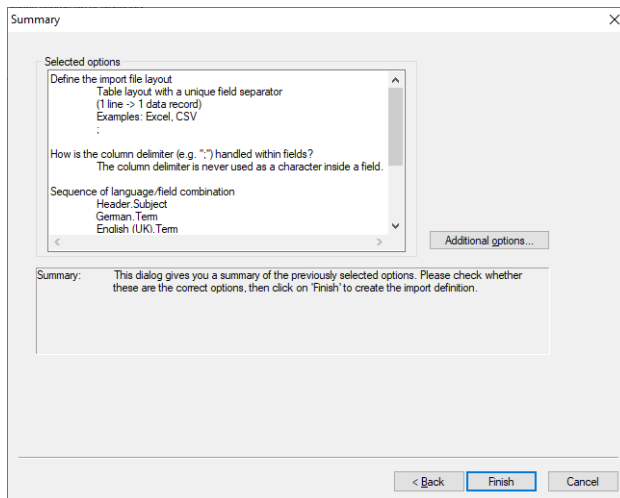 Summary
Selected options
Define the import file layout
Table layout with a unique field separator
(1 line -> 1 data record)
Examples: Excel, CSV
;
How is the column delimiter (e.g. ";") handled within fields?
The column delimiter is never used as a character inside a field.
Sequence of language/field combination
Header.Subject
German.Term
English (UK).Term
Additional options...
Summary: This dialog gives you a summary of the previously selected options. Please check whether
these are the correct options, then click on 'Finish' to create the import definition.
< Back Finish Cancel